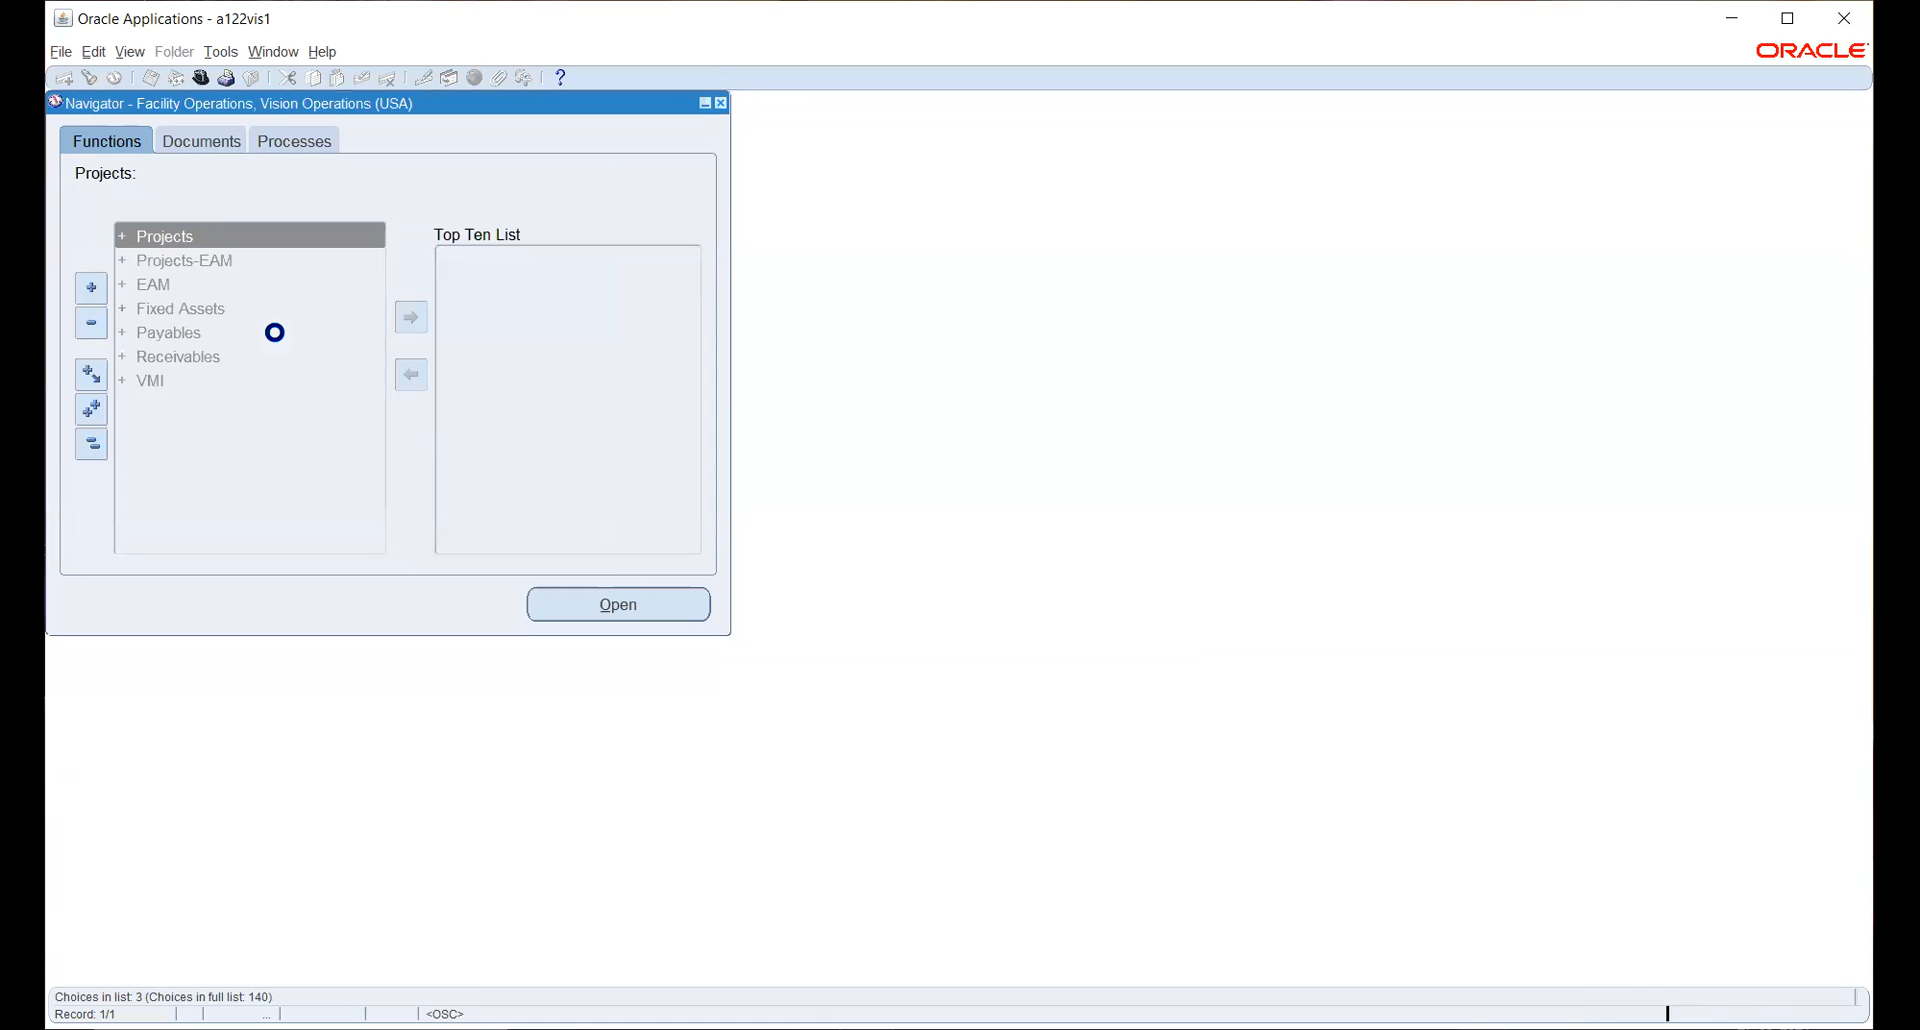 Oracle Applications - a122vis1
File Edit View Folder Tools Window Help
ORACLE
?
Navigator - Facility Operations, Vision Operations (USA)
Functions Documents Processes
Projects:
+ Projects
+ Projects-EAM
+ EAM
+ Fixed Assets
+ Payables
+ Receivables
+ VMI
Top Ten List
Open
Choices in list: 3 (Choices in full list: 140)
Record: 1/1 ... <OSC>